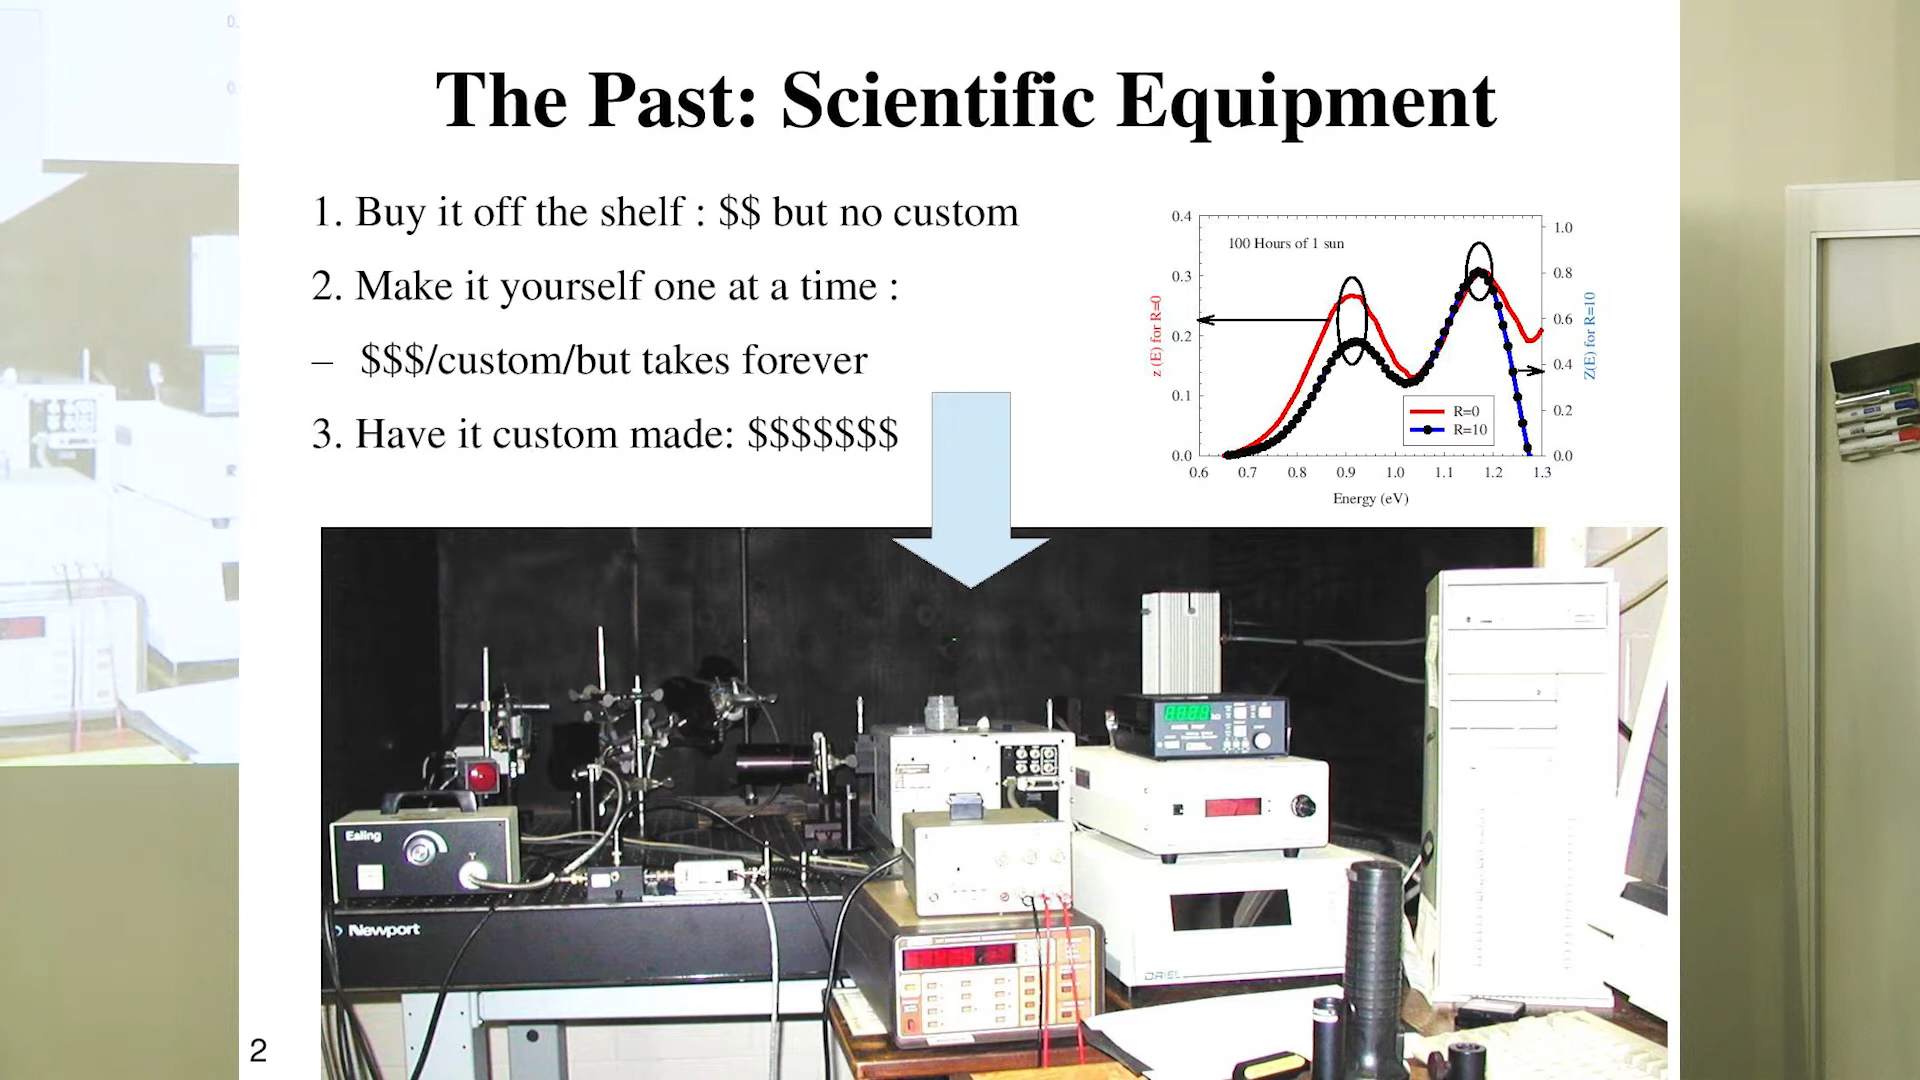 The Past: Scientific Equipment
1. Buy it off the shelf : $$ but no custom
2. Make it yourself one at a time :
– $$$/custom/but takes forever
3. Have it custom made: $$$$$$$
100 Hours of 1 sun
0.4
0.3
0.2
0.1
0.0
1.0
0.8
0.6
0.4
0.2
0.0
z (E) for R=0
Z(E) for R=10
R=0
R=10
0.6 0.7 0.8 0.9 1.0 1.1 1.2 1.3
Energy (eV)
Ealing
Newport
ORIEL
2